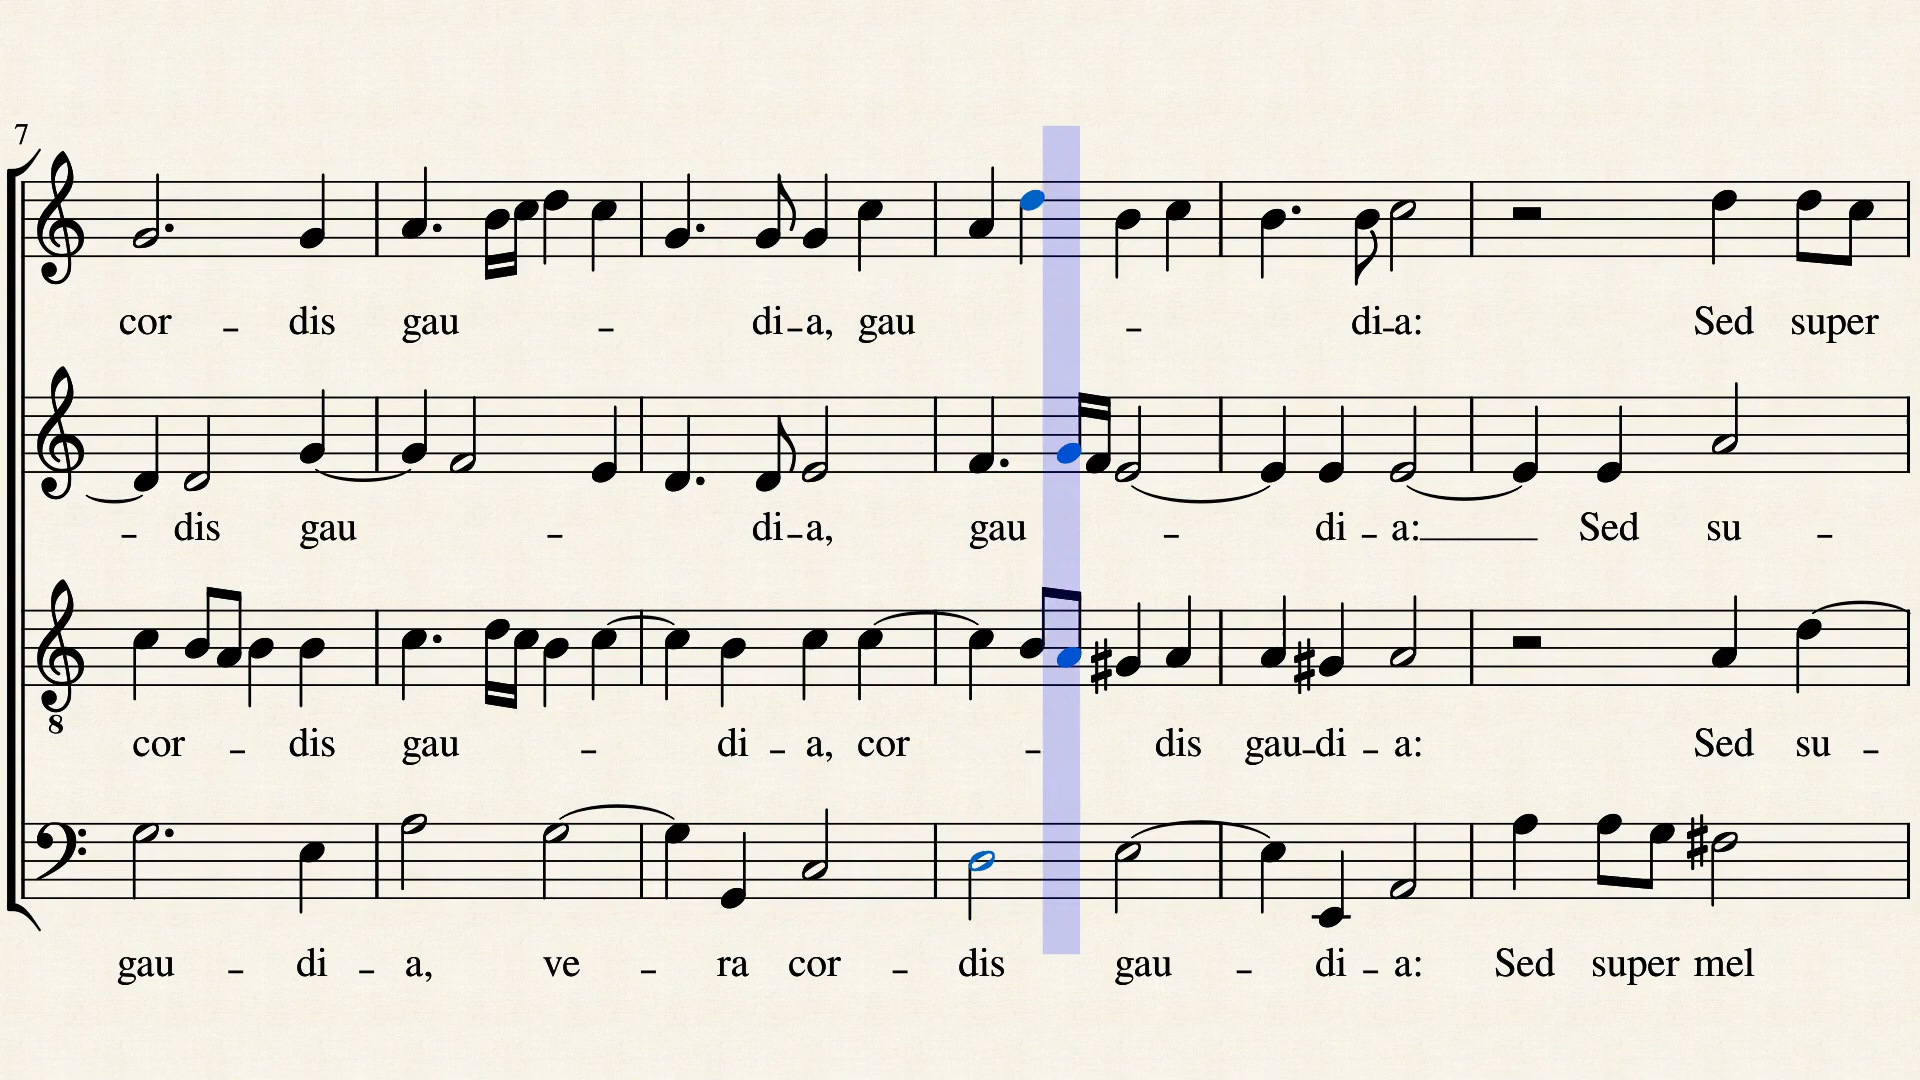 7
cor - dis gau - di - a, gau - di - a: Sed super
- dis gau - di - a, gau - di - a: Sed su -
8
cor - dis gau - di - a, cor - dis gau - di - a: Sed su -
gau - di - a, ve - ra cor - dis gau - di - a: Sed super mel